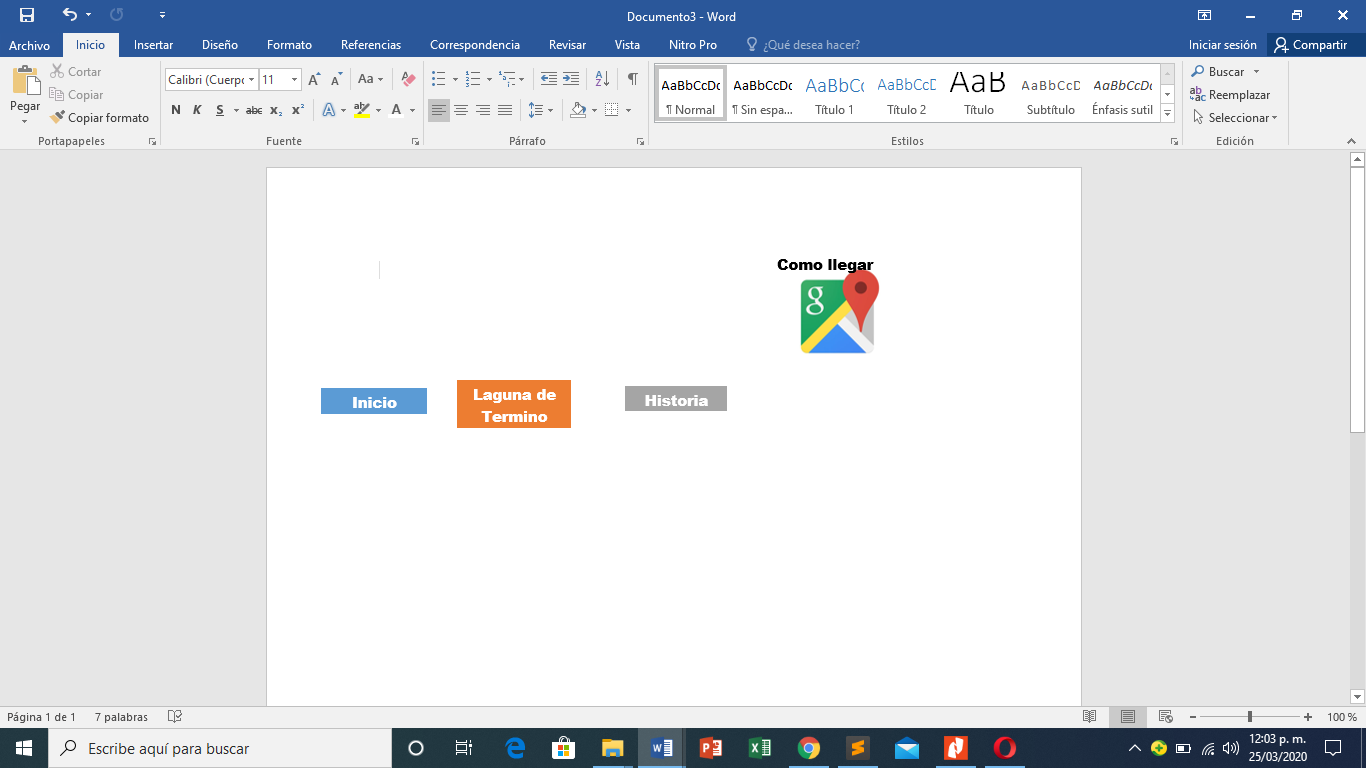 Documento3 - Word
Archivo Inicio Insertar Diseño Formato Referencias Correspondencia Revisar Vista Nitro Pro ¿Qué desea hacer? Iniciar sesión Compartir
Pegar
Cortar
Copiar
Copiar formato
Portapapeles
Calibri (Cuerpo 11
N K S abc x₂ x²
Fuente
Párrafo
AaBbCcDc AaBbCcDc AaBbCc AaBbCcD AaB AaBbCcD AaBbCcDc
¶ Normal ¶ Sin espa... Título 1 Título 2 Título Subtítulo Énfasis sutil
Estilos
Buscar
Reemplazar
Seleccionar
Edición
Como llegar
g
Inicio
Laguna de
Termino
Historia
Página 1 de 1 7 palabras
100 %
Escribe aquí para buscar
12:03 p. m.
25/03/2020